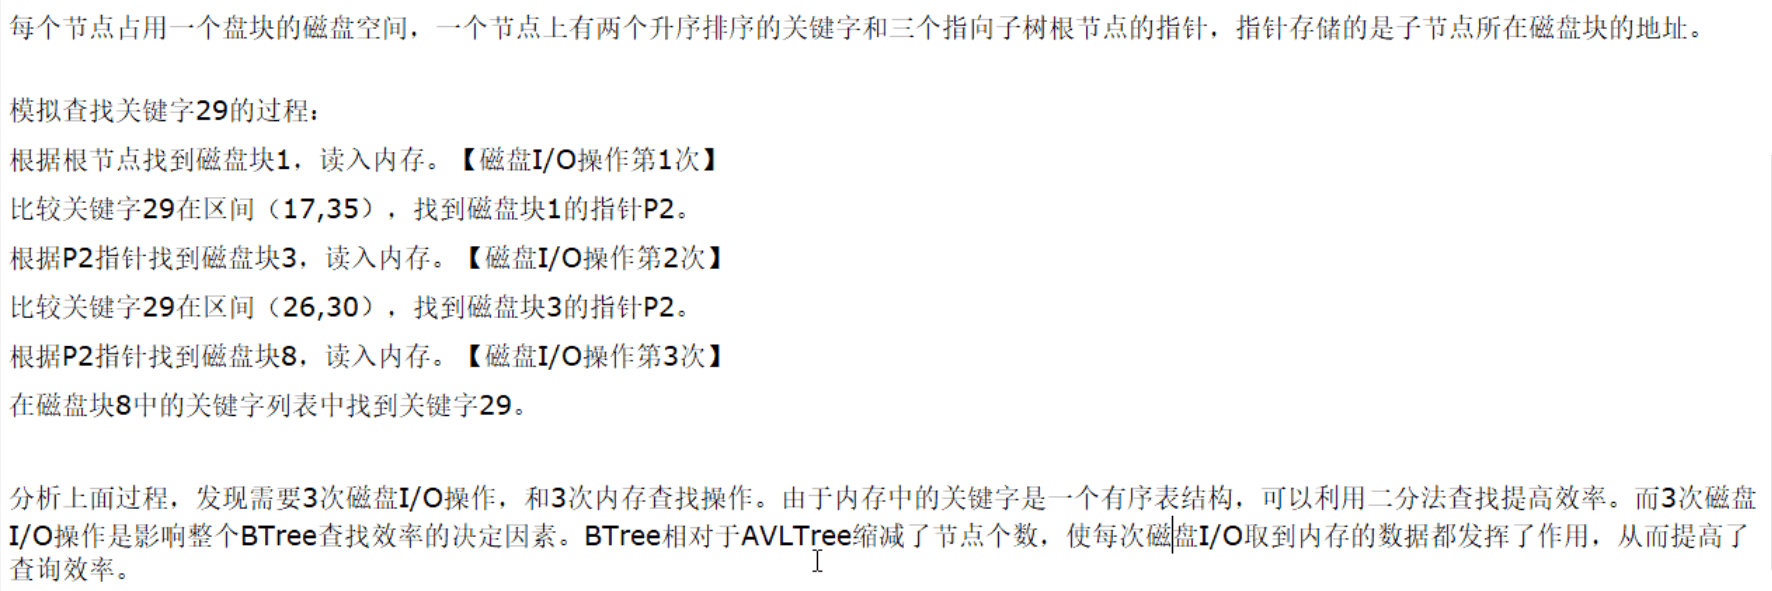 每个节点占用一个盘块的磁盘空间，一个节点上有两个升序排序的关键字和三个指向子树根节点的指针，指针存储的是子节点所在磁盘块的地址。
模拟查找关键字29的过程：
根据根节点找到磁盘块1，读入内存。【磁盘I/O操作第1次】
比较关键字29在区间（17,35），找到磁盘块1的指针P2。
根据P2指针找到磁盘块3，读入内存。【磁盘I/O操作第2次】
比较关键字29在区间（26,30），找到磁盘块3的指针P2。
根据P2指针找到磁盘块8，读入内存。【磁盘I/O操作第3次】
在磁盘块8中的关键字列表中找到关键字29。
分析上面过程，发现需要3次磁盘I/O操作，和3次内存查找操作。由于内存中的关键字是一个有序表结构，可以利用二分法查找提高效率。而3次磁盘
I/O操作是影响整个BTree查找效率的决定因素。BTree相对于AVLTree缩减了节点个数，使每次磁盘I/O取到内存的数据都发挥了作用，从而提高了
查询效率。